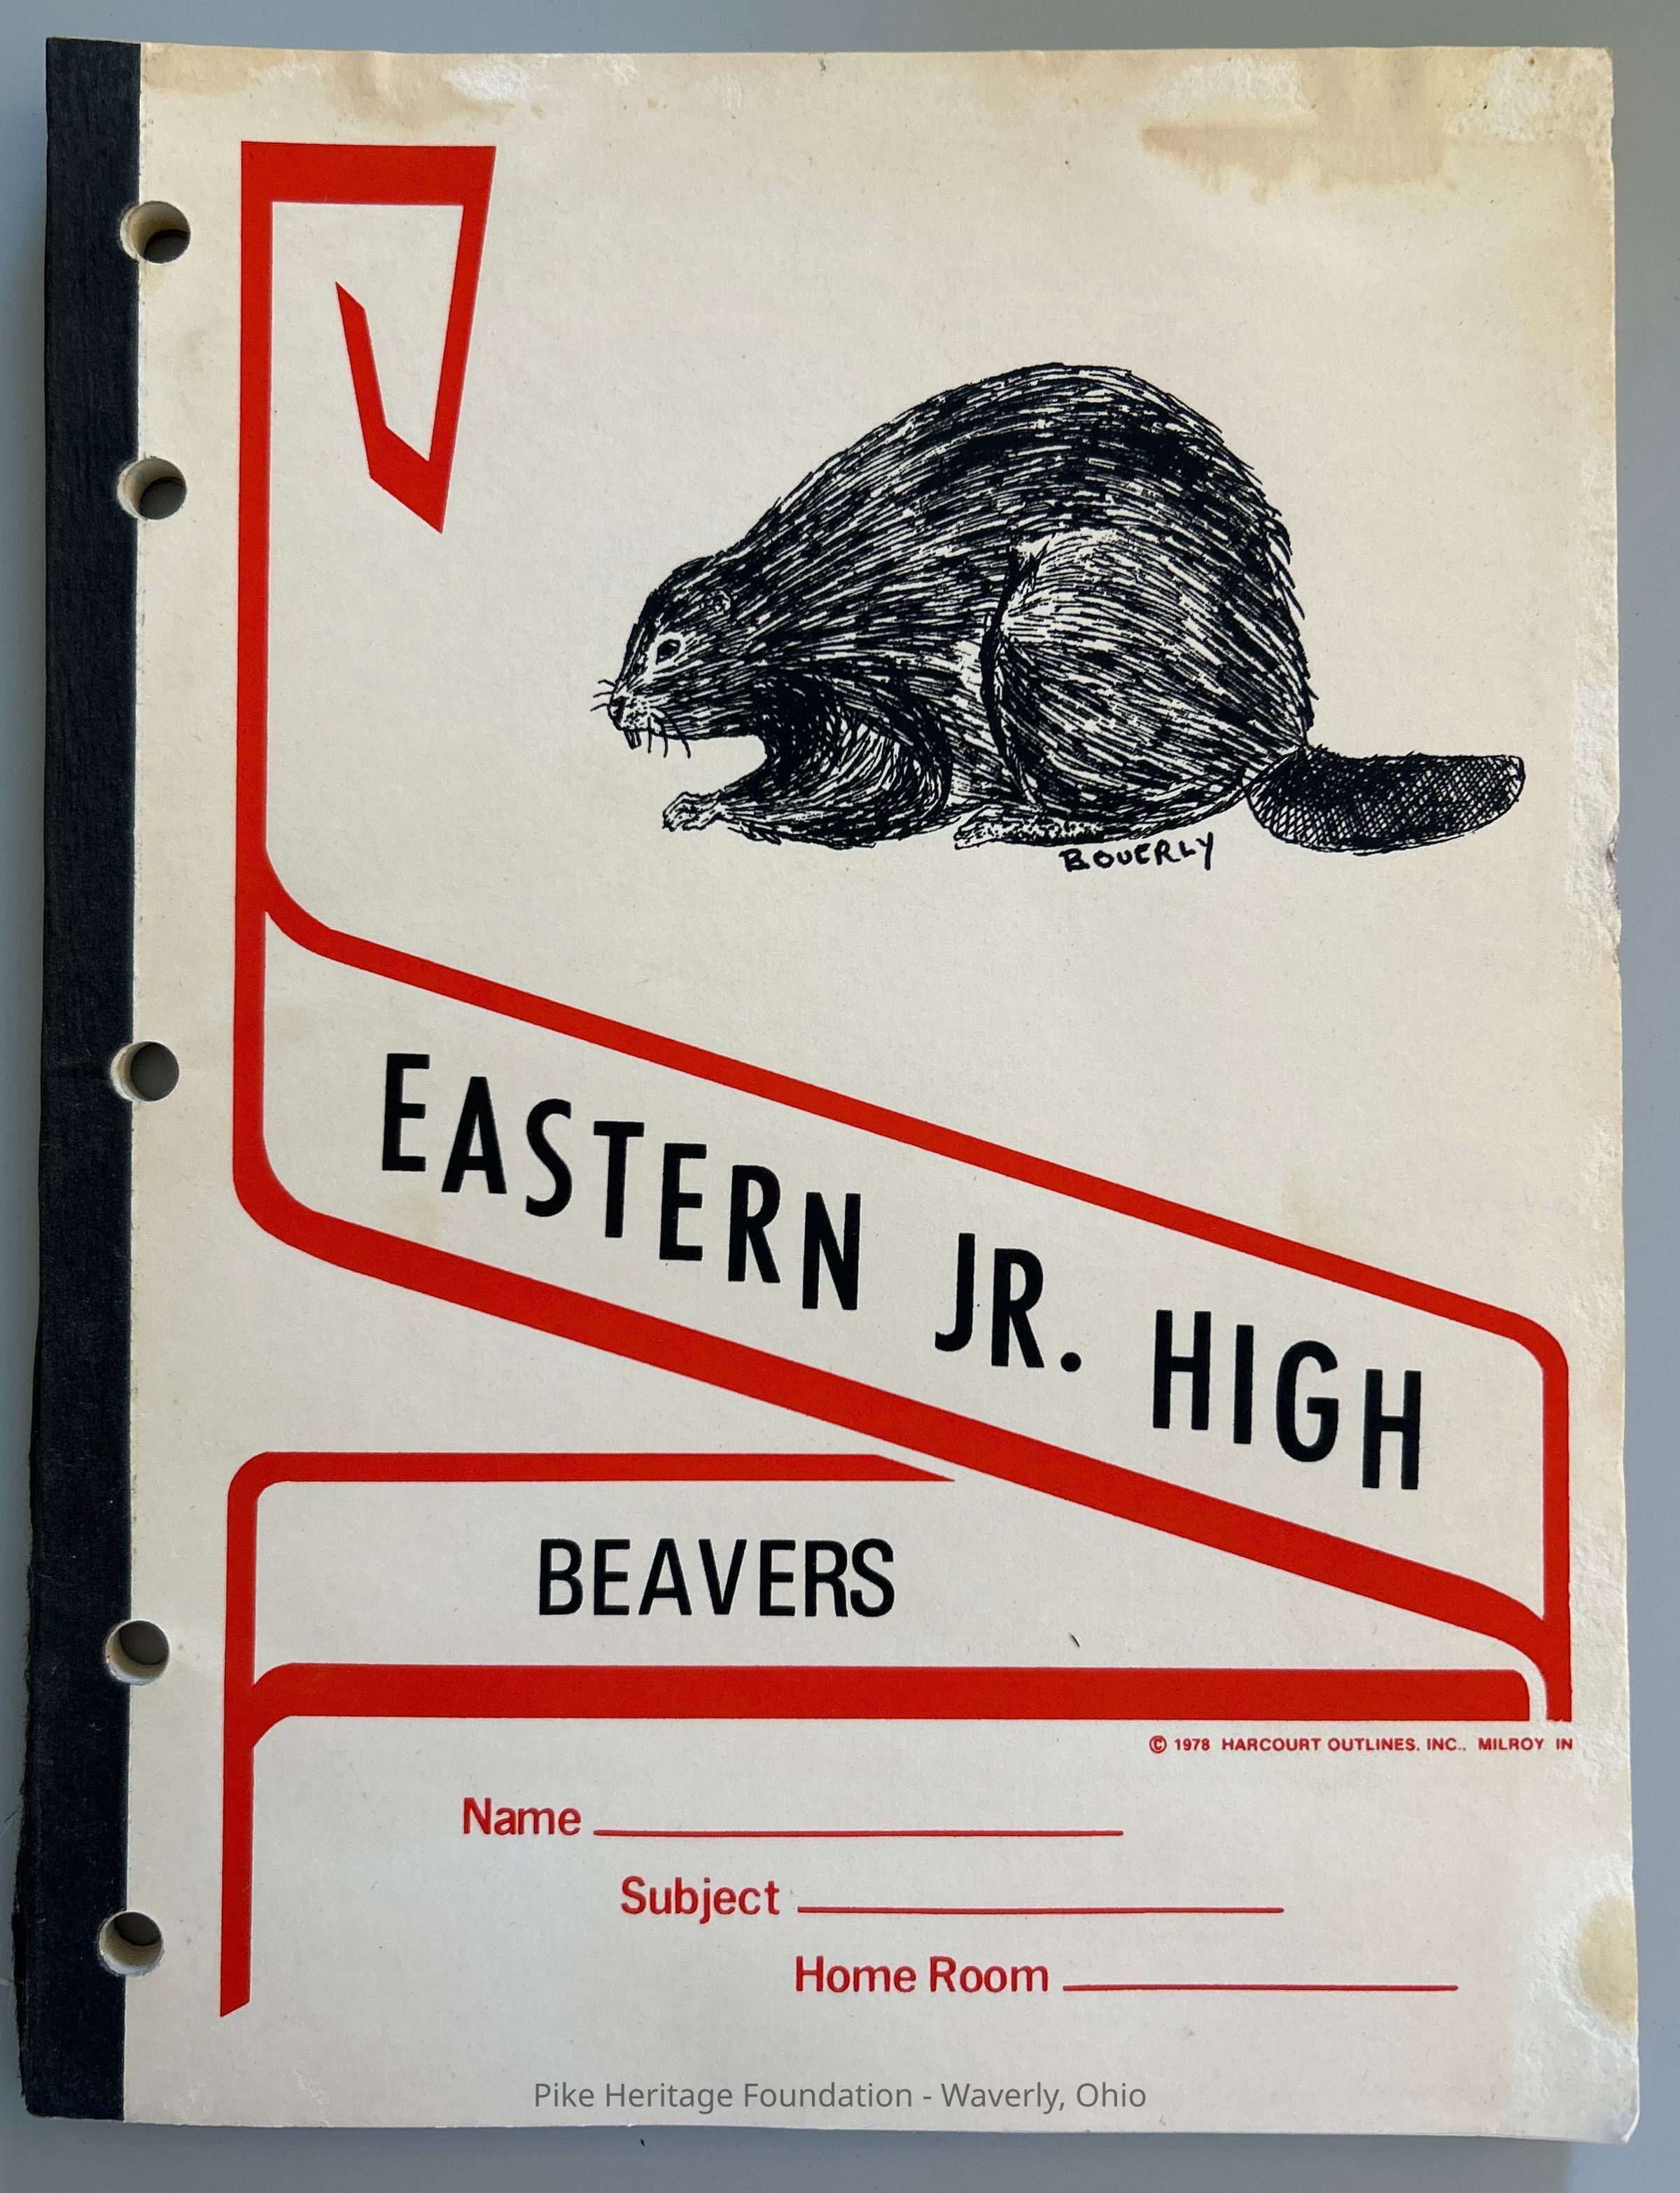 BOUERLY
EASTERN JR. HIGH
BEAVERS
© 1978 HARCOURT OUTLINES, INC., MILROY IN
Name
Subject
Home Room
Pike Heritage Foundation - Waverly, Ohio